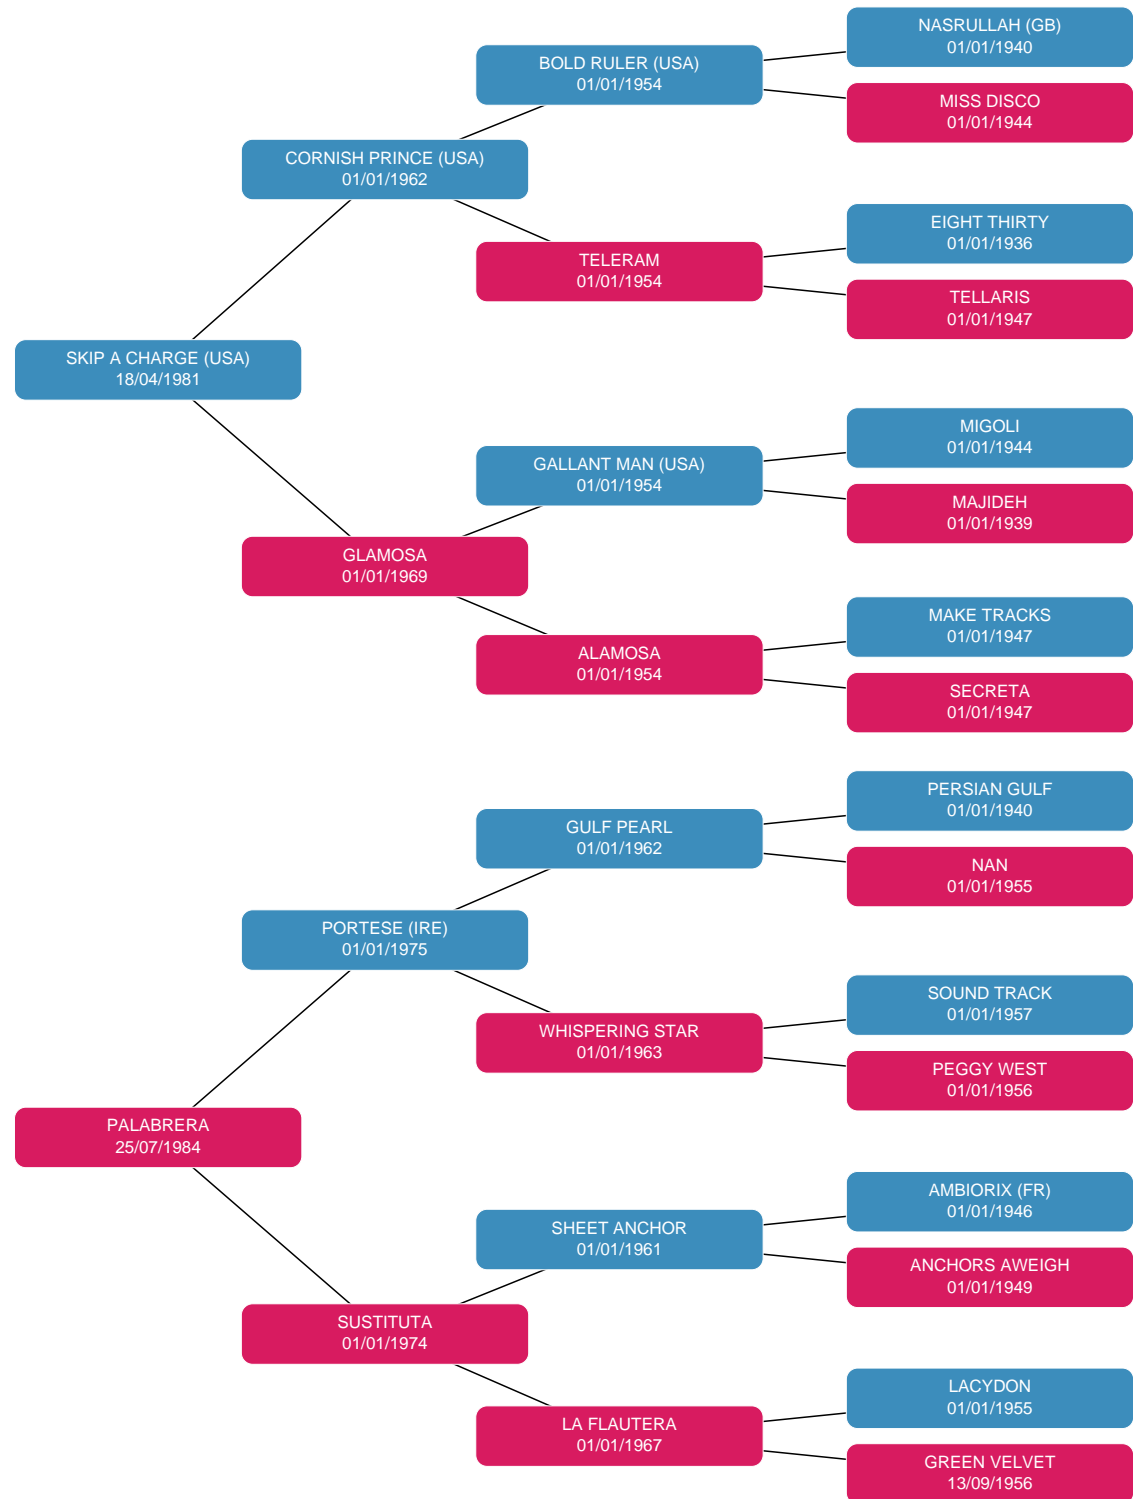 NASRULLAH (GB)
01/01/1940
BOLD RULER (USA)
01/01/1954
MISS DISCO
01/01/1944
CORNISH PRINCE (USA)
01/01/1962
EIGHT THIRTY
01/01/1936
TELERAM
01/01/1954
TELLARIS
01/01/1947
SKIP A CHARGE (USA)
18/04/1981
MIGOLI
01/01/1944
GALLANT MAN (USA)
01/01/1954
MAJIDEH
01/01/1939
GLAMOSA
01/01/1969
MAKE TRACKS
01/01/1947
ALAMOSA
01/01/1954
SECRETA
01/01/1947
PERSIAN GULF
01/01/1940
GULF PEARL
01/01/1962
NAN
01/01/1955
PORTESE (IRE)
01/01/1975
SOUND TRACK
01/01/1957
WHISPERING STAR
01/01/1963
PEGGY WEST
01/01/1956
PALABRERA
25/07/1984
AMBIORIX (FR)
01/01/1946
SHEET ANCHOR
01/01/1961
ANCHORS AWEIGH
01/01/1949
SUSTITUTA
01/01/1974
LACYDON
01/01/1955
LA FLAUTERA
01/01/1967
GREEN VELVET
13/09/1956